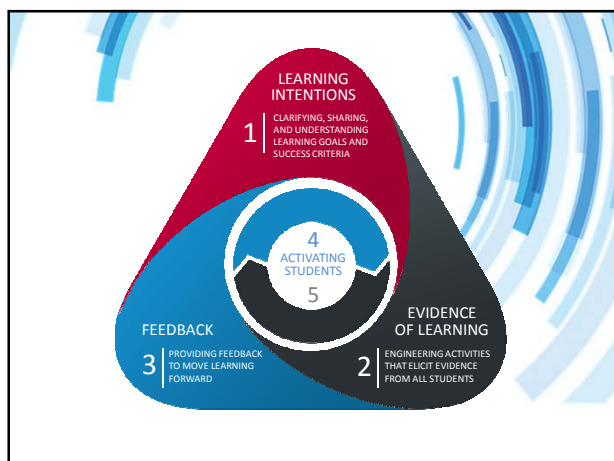 LEARNING
INTENTIONS
1
CLARIFYING, SHARING,
AND UNDERSTANDING
LEARNING GOALS AND
SUCCESS CRITERIA
4
ACTIVATING
STUDENTS
5
EVIDENCE
OF LEARNING
2
ENGINEERING ACTIVITIES
THAT ELICIT EVIDENCE
FROM ALL STUDENTS
FEEDBACK
3
PROVIDING FEEDBACK
TO MOVE LEARNING
FORWARD